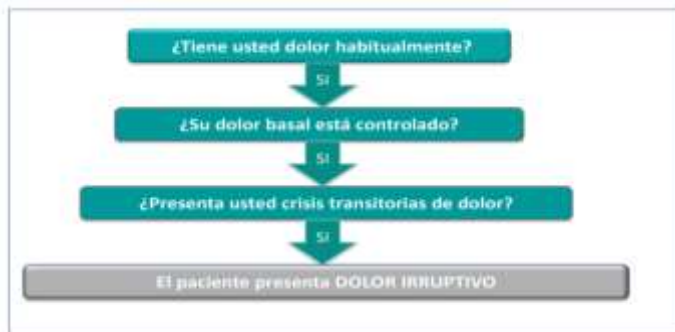 ¿Tiene usted dolor habitualmente?
SI
¿Su dolor basal está controlado?
SI
¿Presenta usted crisis transitorias de dolor?
SI
El paciente presenta DOLOR IRRUPTIVO